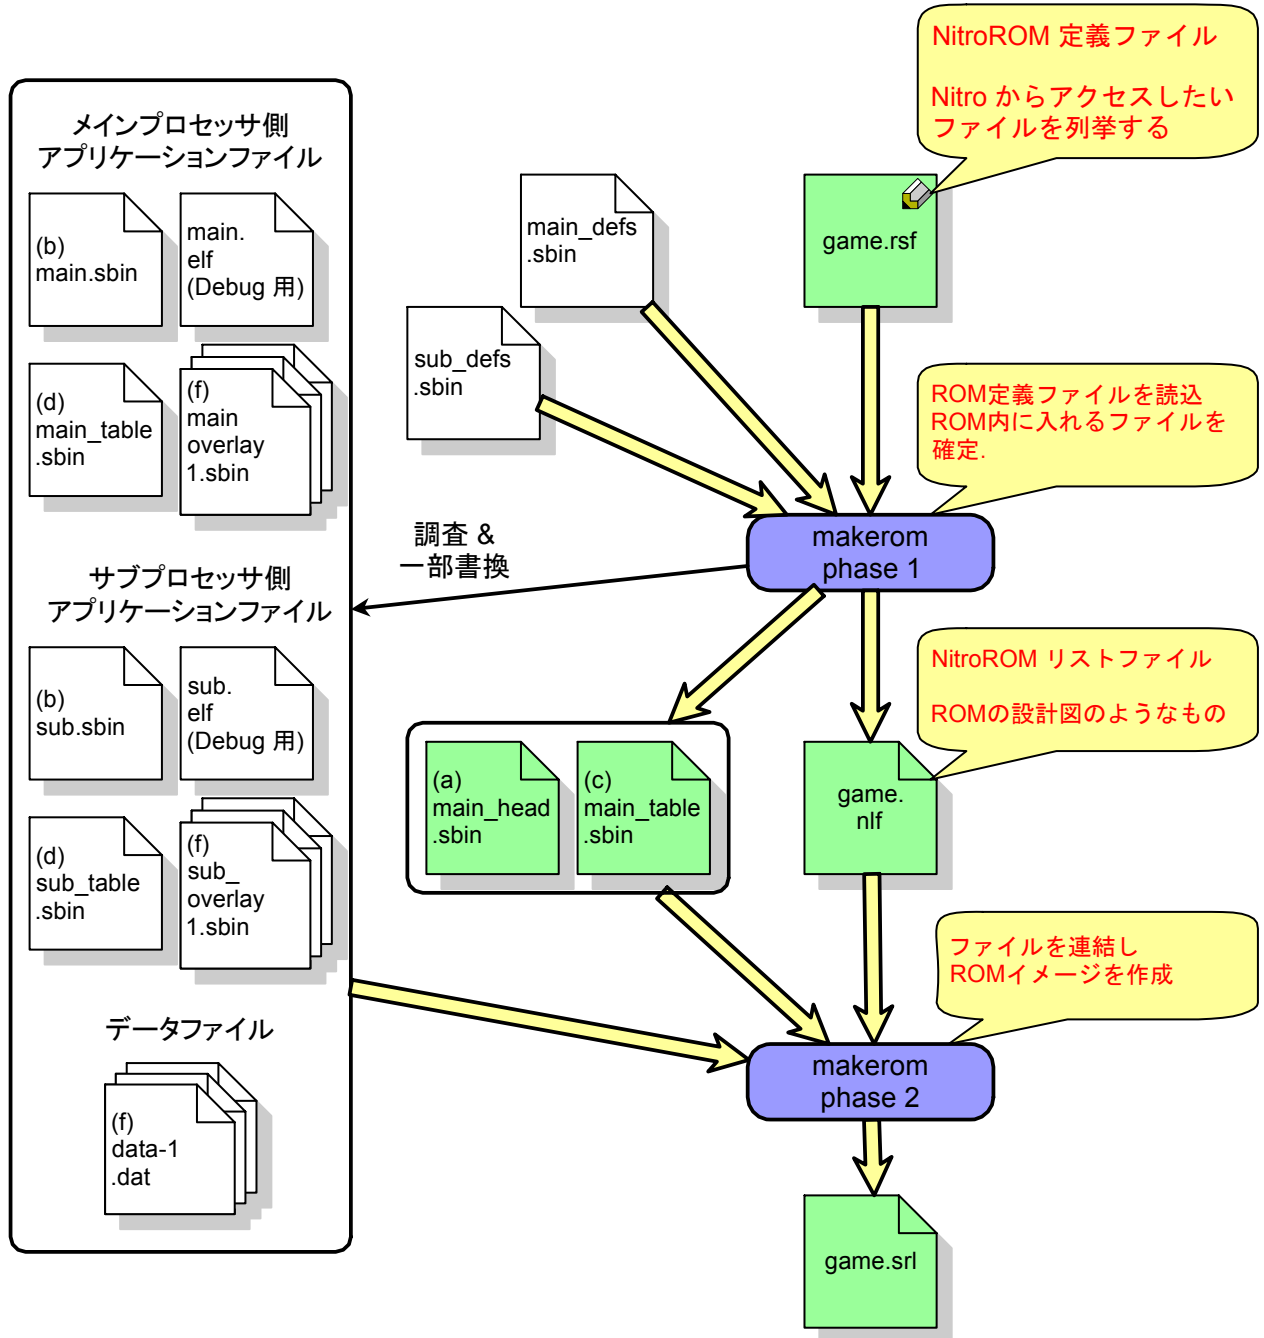 メインプロセッサ側
アプリケーションファイル
(b)
main.sbin
main.
elf
(Debug 用)
(d)
main_table
.sbin
(f)
main
overlay
1.sbin
サブプロセッサ側
アプリケーションファイル
(b)
sub.sbin
sub.
elf
(Debug 用)
(d)
sub_table
.sbin
(f)
sub_
overlay
1.sbin
データファイル
(f)
data-1
.dat
main_defs
.sbin
sub_defs
.sbin
NitroROM 定義ファイル
Nitro からアクセスしたい
ファイルを列挙する
game.rsf
ROM定義ファイルを読込
ROM内に入れるファイルを
確定.
makerom
phase 1
調査 &
一部書換
NitroROM リストファイル
ROMの設計図のようなもの
(a)
main_head
.sbin
(c)
main_table
.sbin
game.
nlf
ファイルを連結し
ROMイメージを作成
makerom
phase 2
game.srl